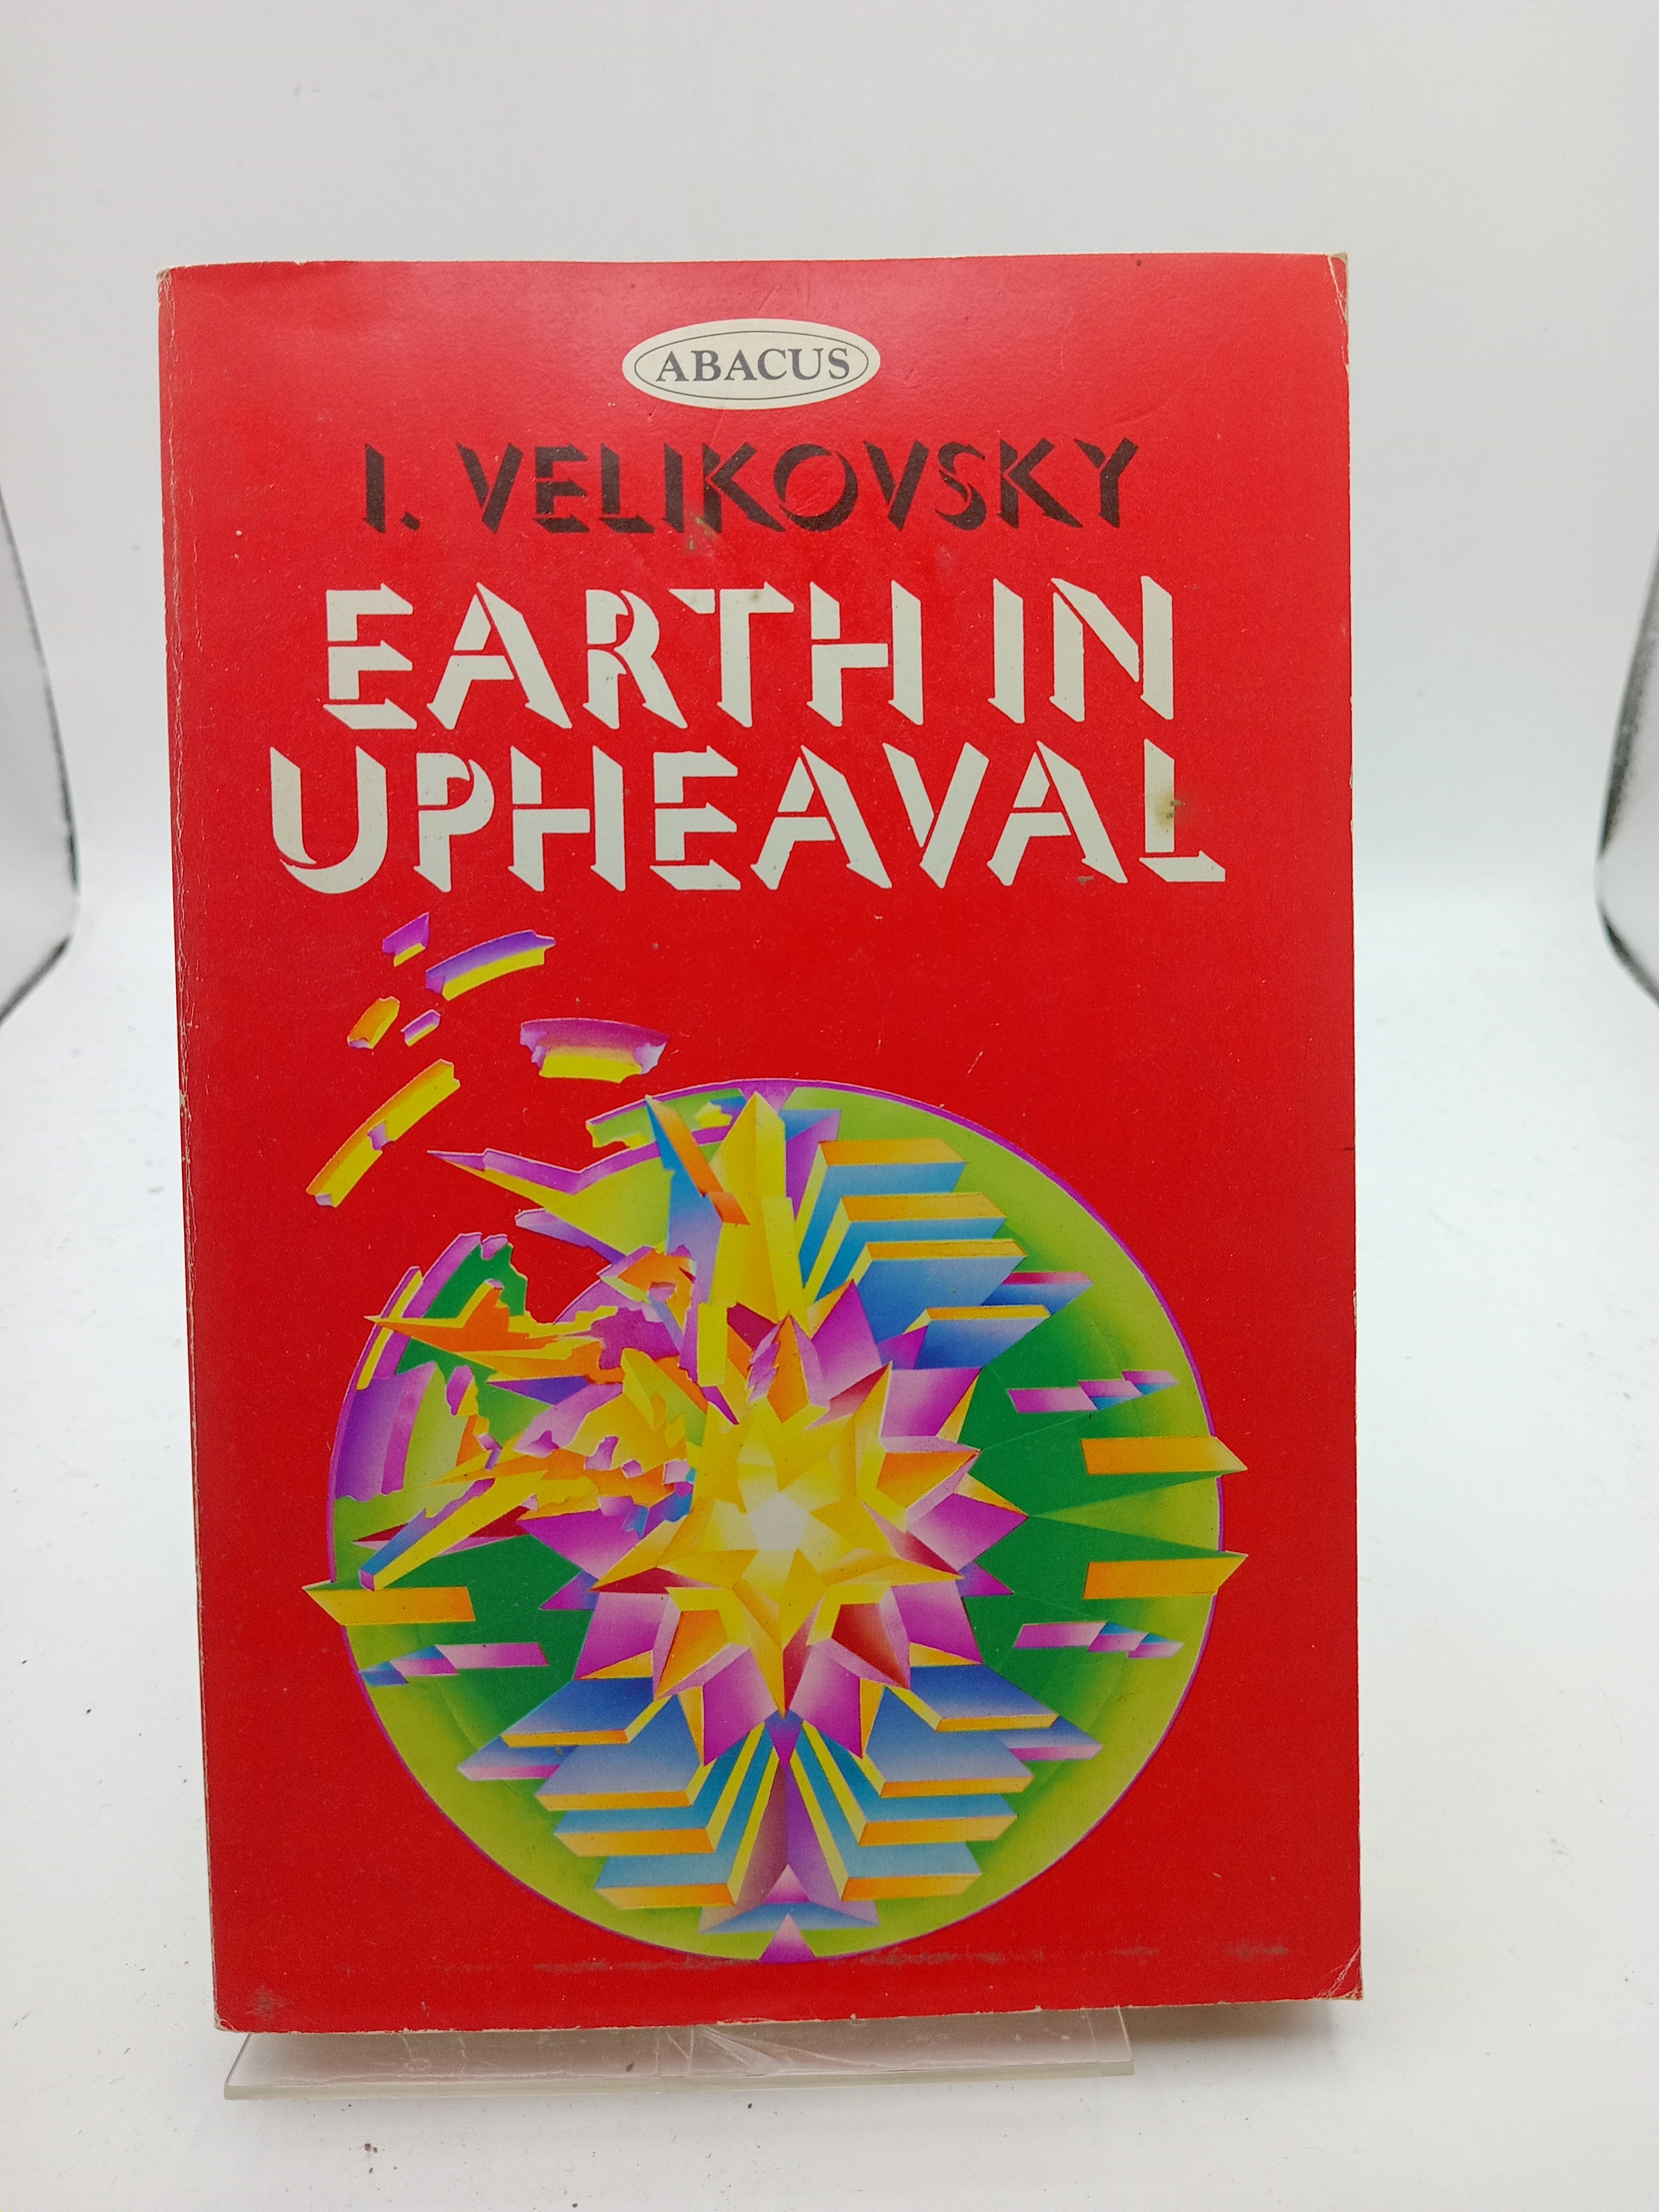 ABACUS
I. VELIKOVSKY
EARTH IN
UPHEAVAL